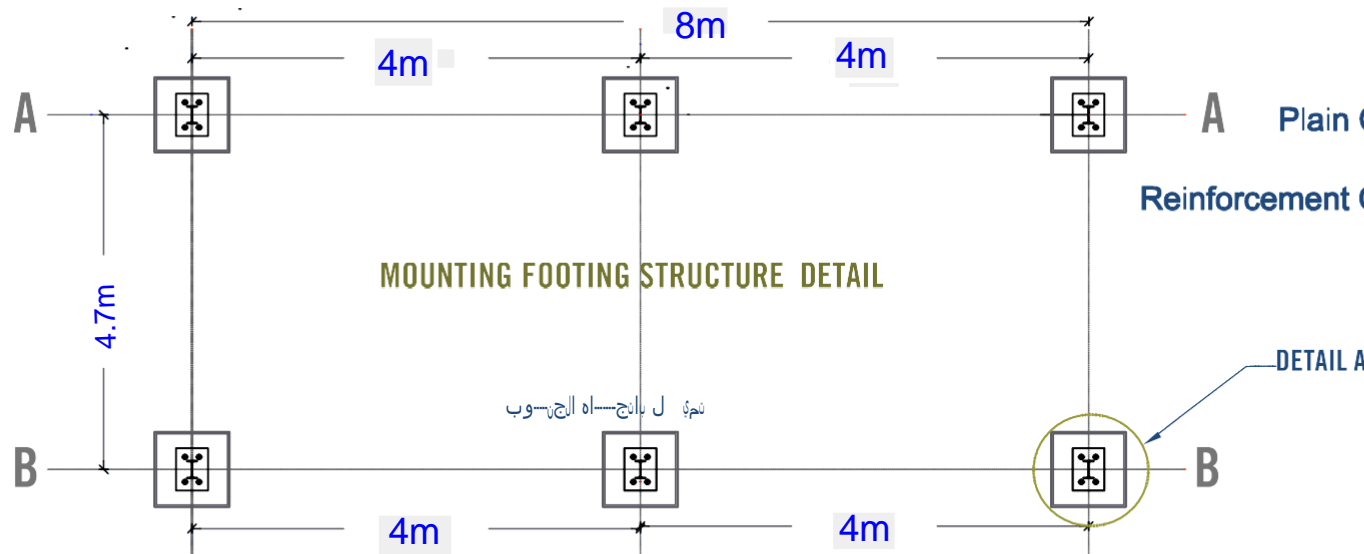 8m
4m
4m
A
A
Plain
Reinforcement
MOUNTING FOOTING STRUCTURE DETAIL
4.7m
DETAIL A
B
B
4m
4m